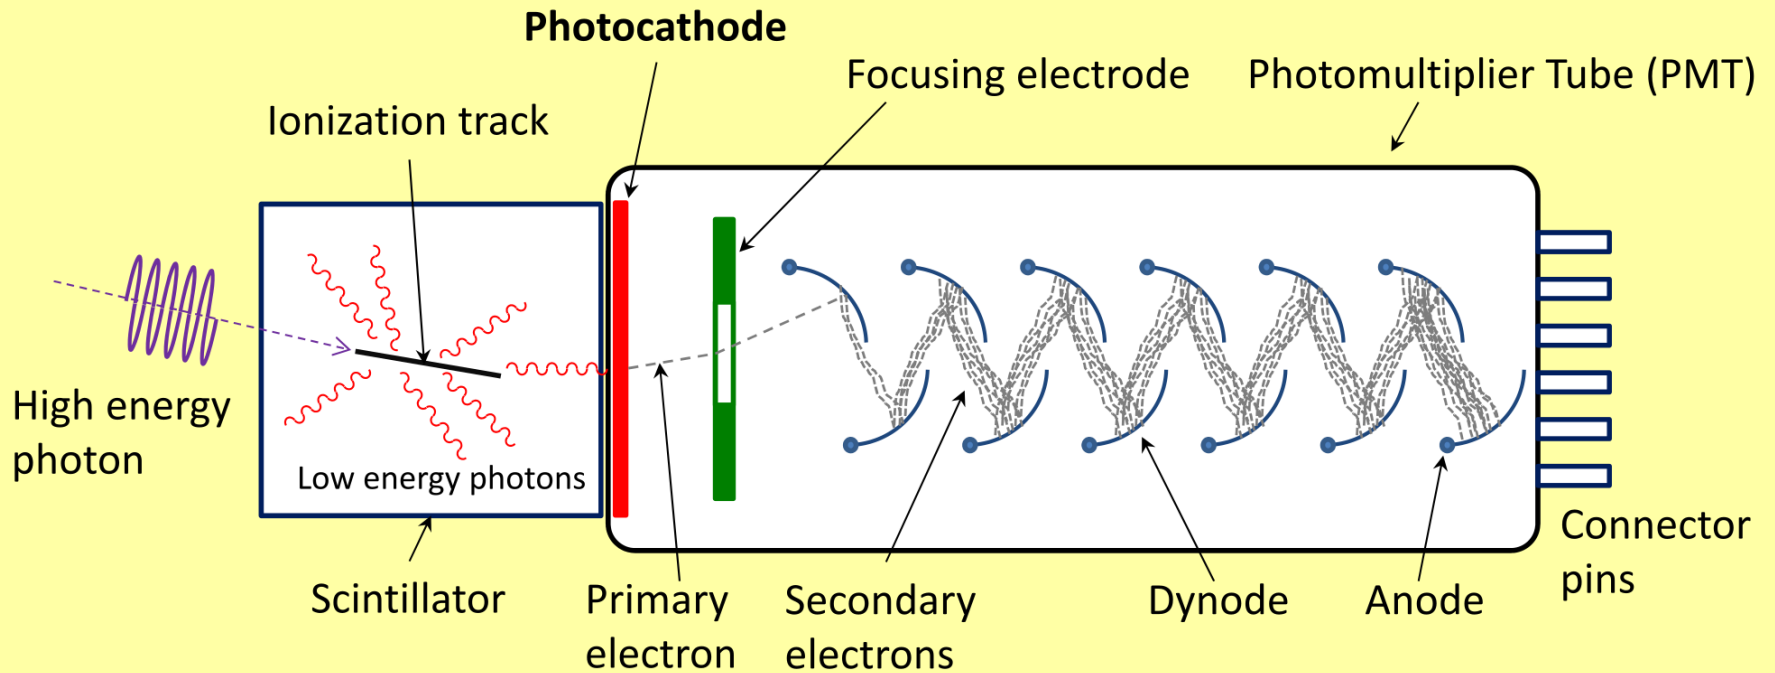 Photocathode
Focusing electrode
Photomultiplier Tube (PMT)
Ionization track
High energy
photon
Low energy photons
Scintillator
Primary
electron
Secondary
electrons
Dynode
Anode
Connector
pins